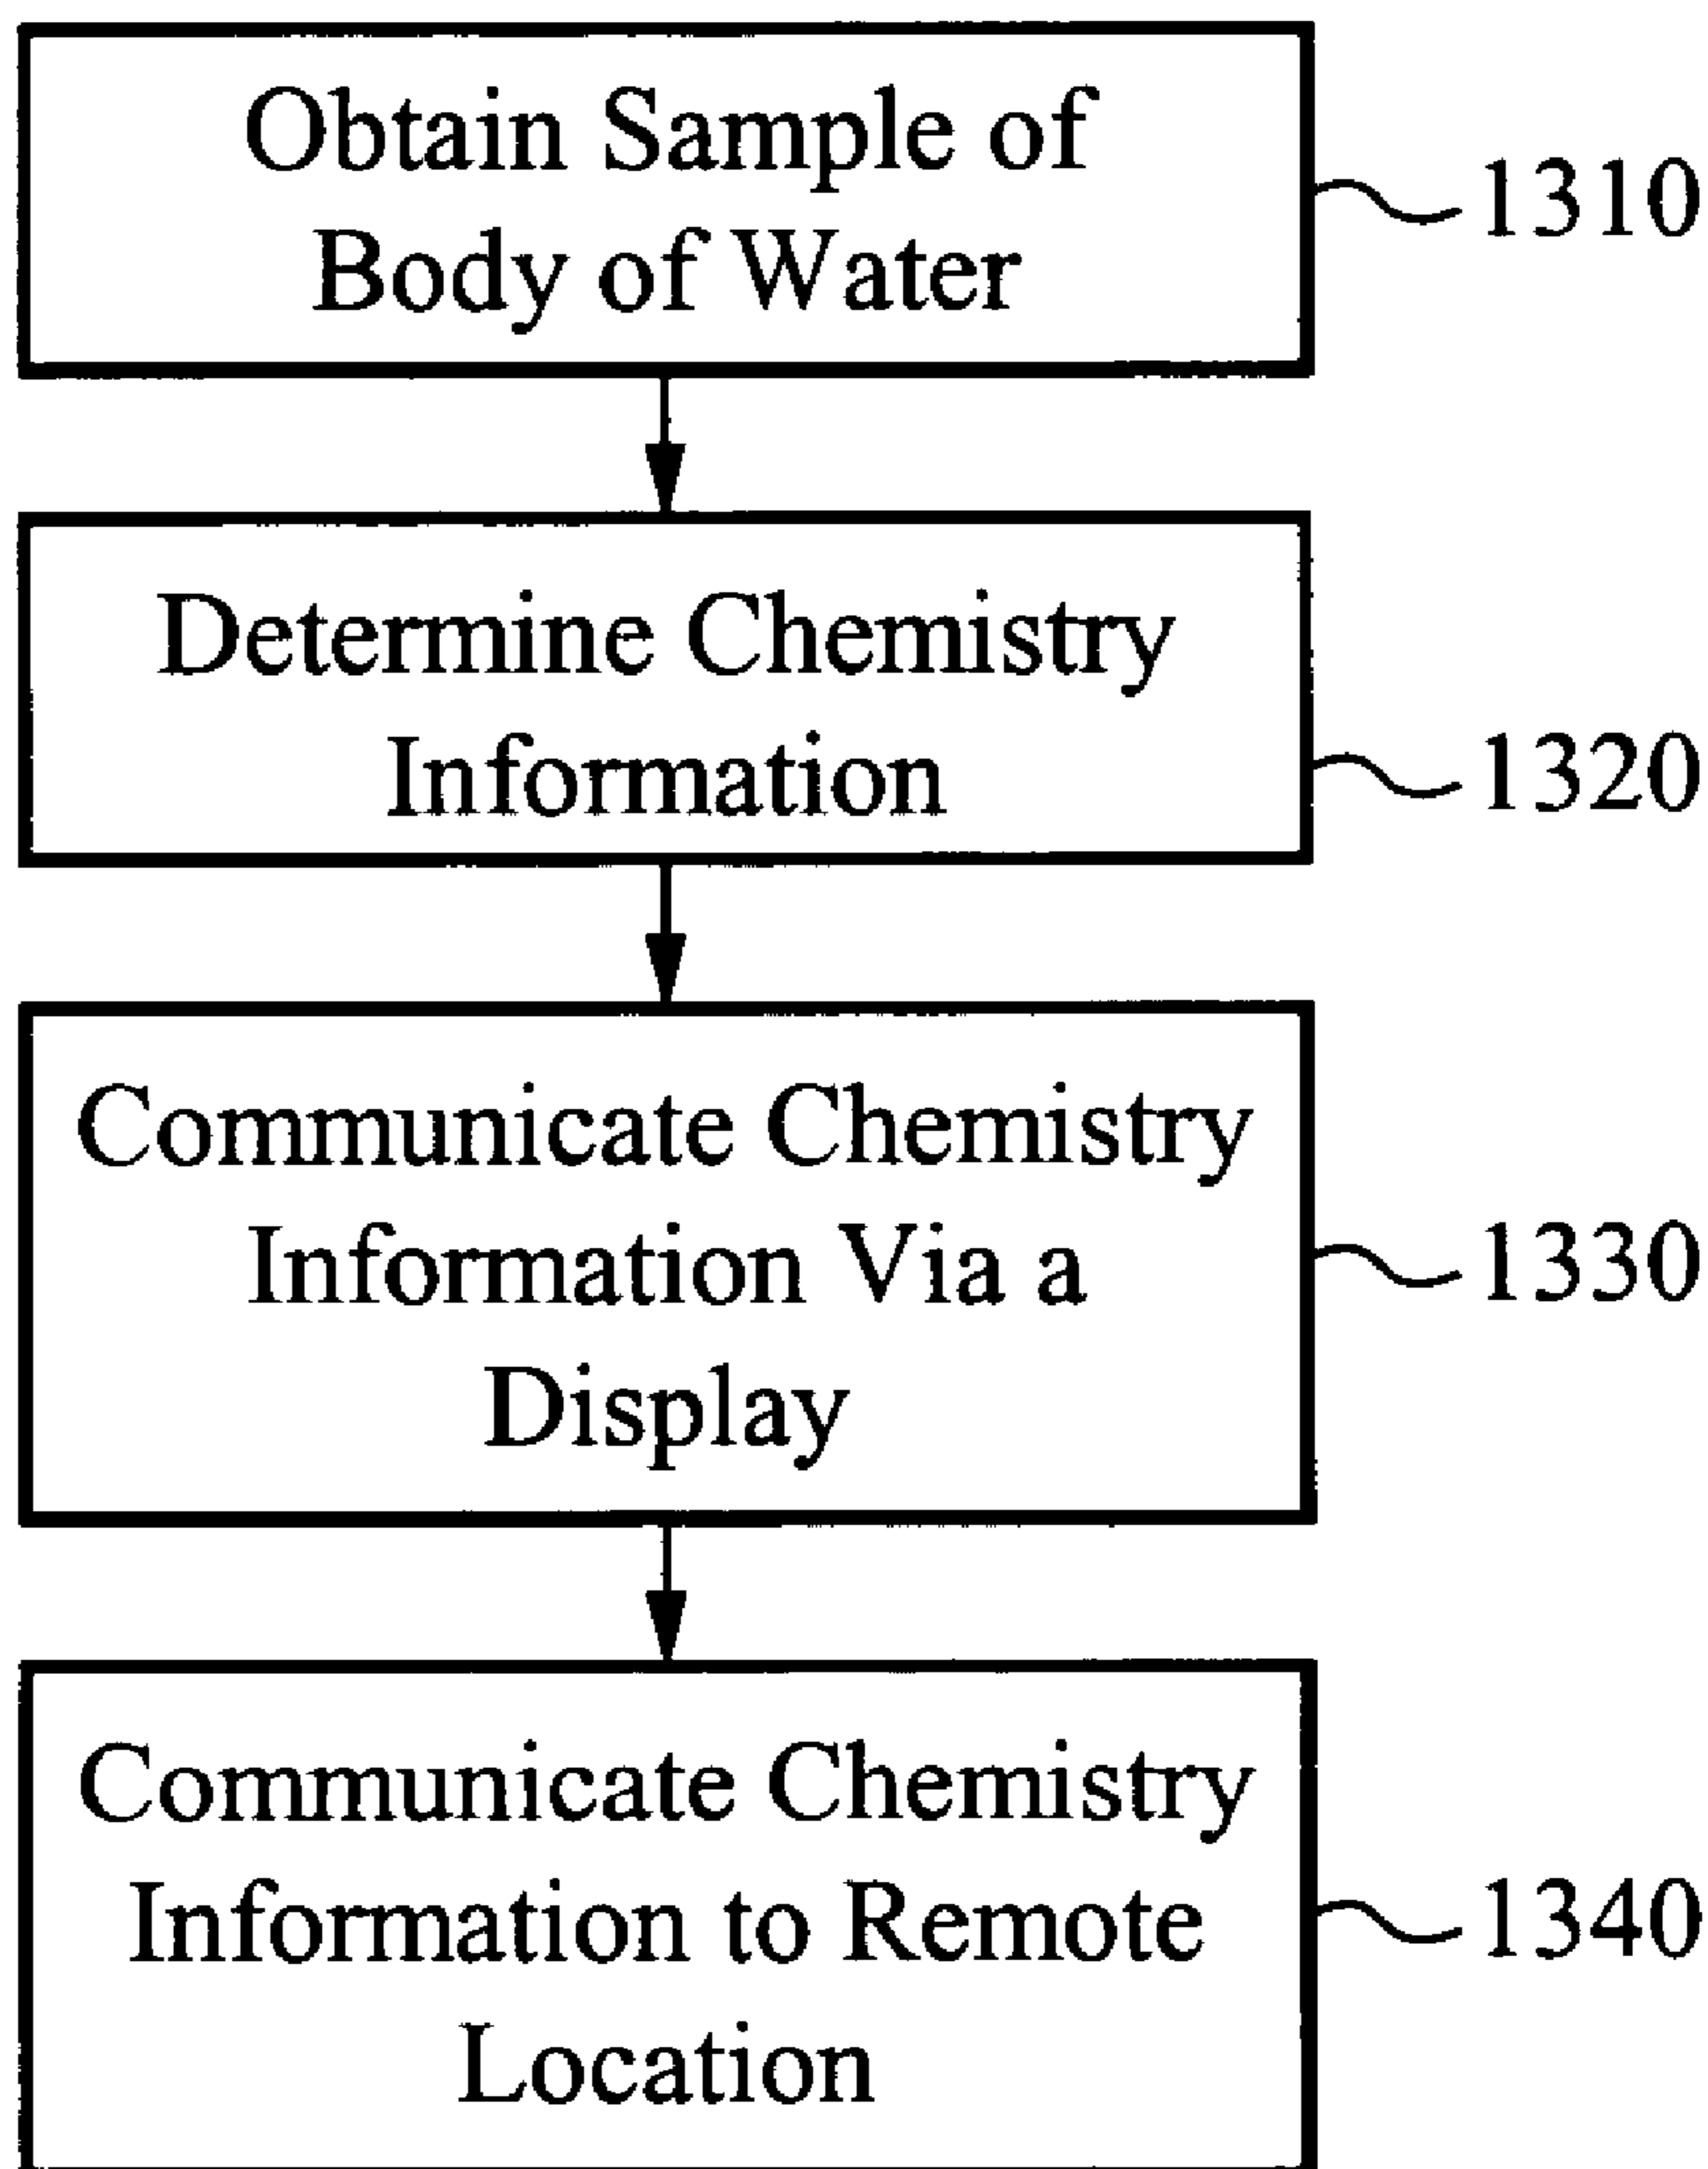 Obtain Sample of
Body of Water
1310
Determine Chemistry
Information
1320
Communicate Chemistry
Information Via a
Display
1330
Communicate Chemistry
Information to Remote
Location
1340